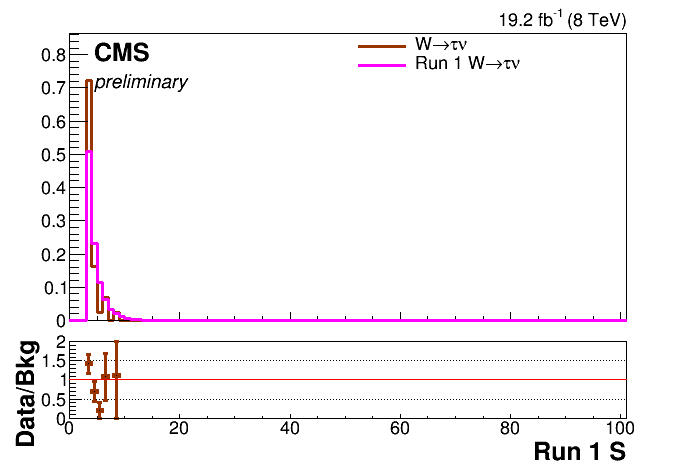 19.2 fb⁻¹ (8 TeV)
CMS
preliminary
W→τν
Run 1 W→τν
0.8
0.7
0.6
0.5
0.4
0.3
0.2
0.1
0
Data/Bkg
2
1.5
1
0.5
0
0 20 40 60 80 100
Run 1 S